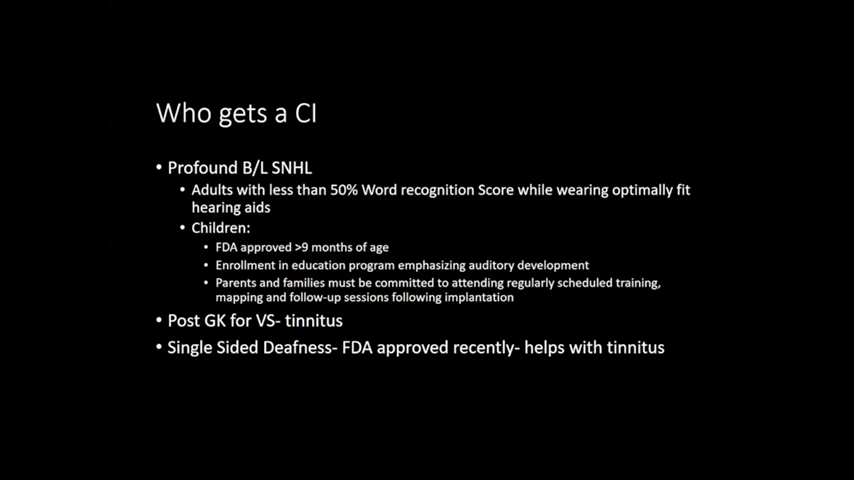 Who gets a CI
• Profound B/L SNHL
• Adults with less than 50% Word recognition Score while wearing optimally fit
hearing aids
• Children:
• FDA approved >9 months of age
• Enrollment in education program emphasizing auditory development
• Parents and families must be committed to attending regularly scheduled training,
mapping and follow-up sessions following implantation
• Post GK for VS- tinnitus
• Single Sided Deafness- FDA approved recently- helps with tinnitus